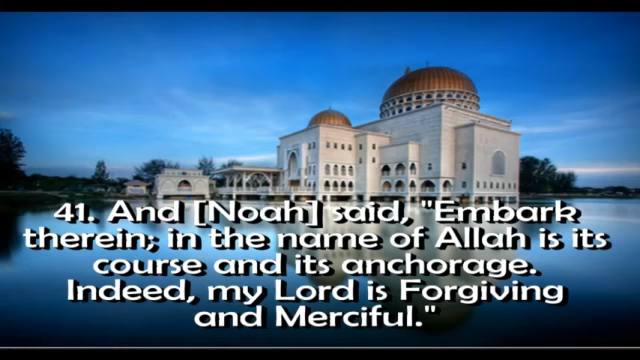 41. And [Noah] said, "Embark
therein; in the name of Allah is its
course and its anchorage.
Indeed, my Lord is Forgiving
and Merciful."